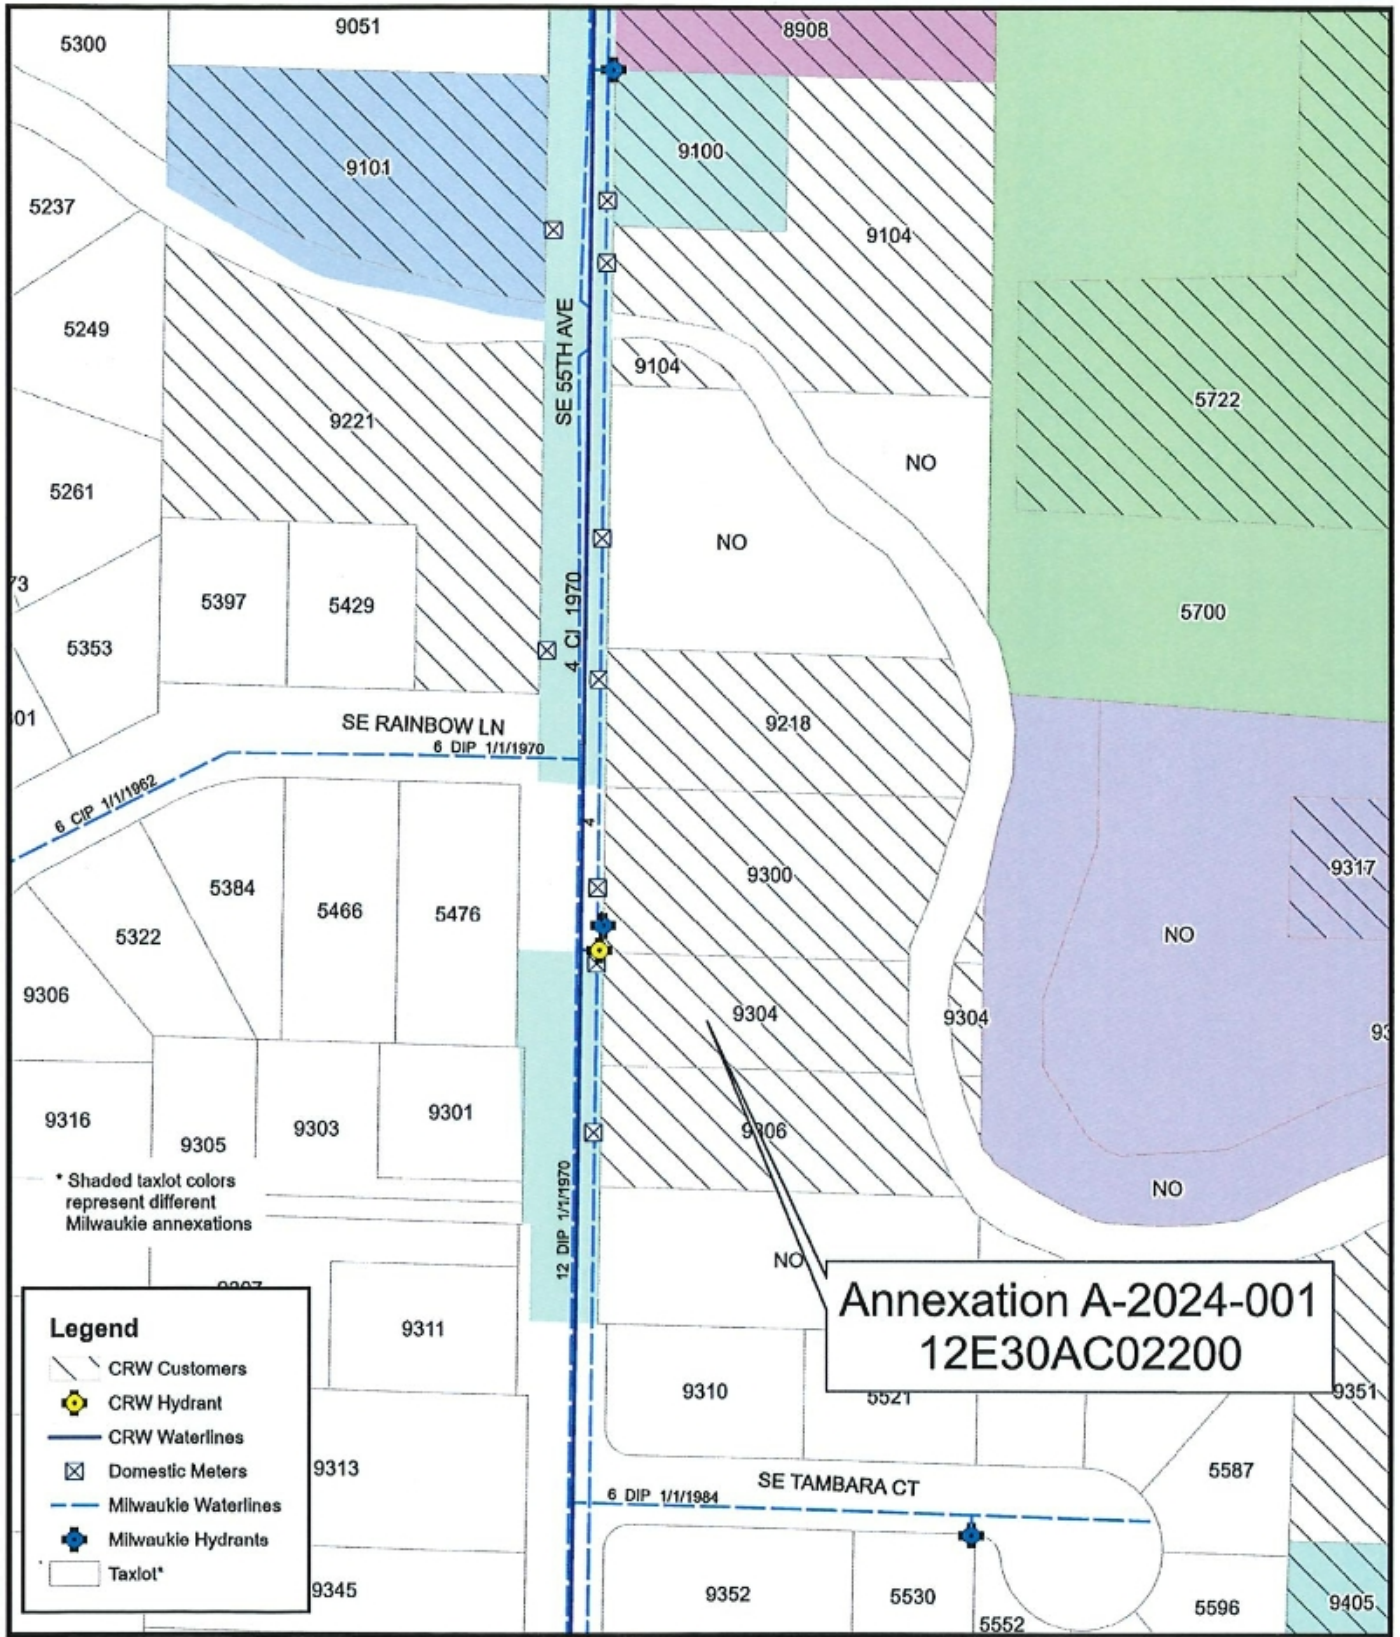 5300
9051
8908
9101
9100
5237
9104
5249
SE 55TH AVE
9104
9221
5722
NO
5261
NO
4 CI 1970
73
5397
5429
5700
5353
01
SE RAINBOW LN
9218
6 DIP 1/1/1970
6 CIP 1/1/1962
4
9300
9317
5384
5466
5476
5322
NO
9306
9304
9304
93
9316
9305
9303
9301
9306
* Shaded taxlot colors
represent different
Milwaukie annexations
NO
12 DIP 1/1/1970
NO
Annexation A-2024-001
12E30AC02200
Legend
CRW Customers
CRW Hydrant
CRW Waterlines
Domestic Meters
Milwaukie Waterlines
Milwaukie Hydrants
Taxlot*
9311
9310
5521
9351
9313
SE TAMBARA CT
5587
6 DIP 1/1/1984
9345
9352
5530
5552
5596
9405